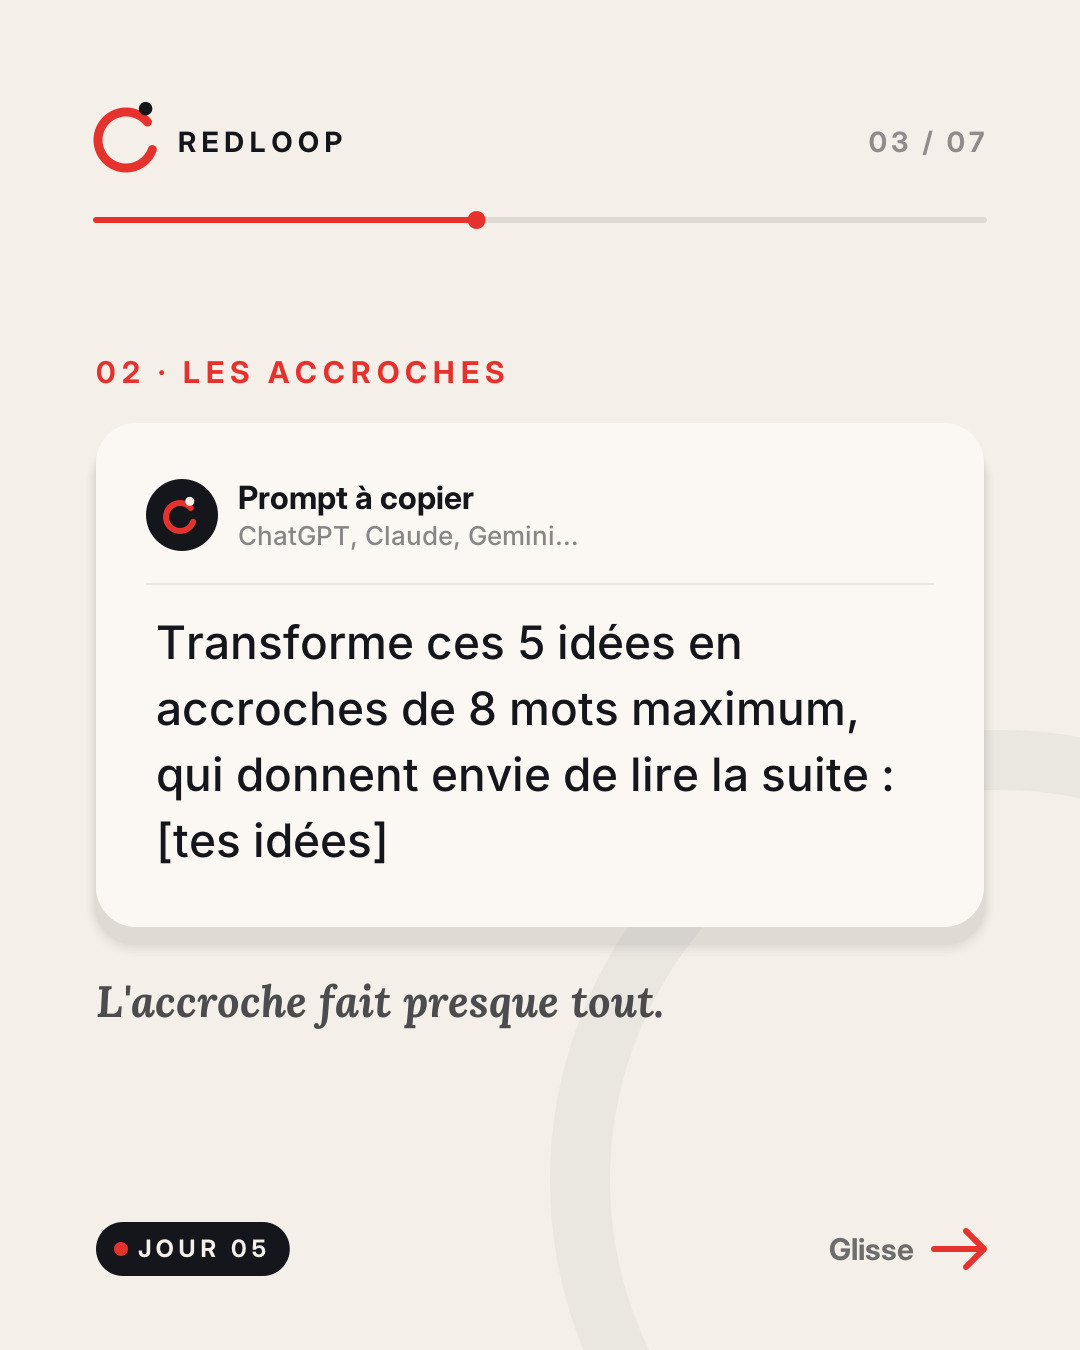 REDLOOP
03 / 07
02 · LES ACCROCHES
Prompt à copier
ChatGPT, Claude, Gemini...
Transforme ces 5 idées en
accroches de 8 mots maximum,
qui donnent envie de lire la suite :
[tes idées]
L'accroche fait presque tout.
JOUR 05
Glisse